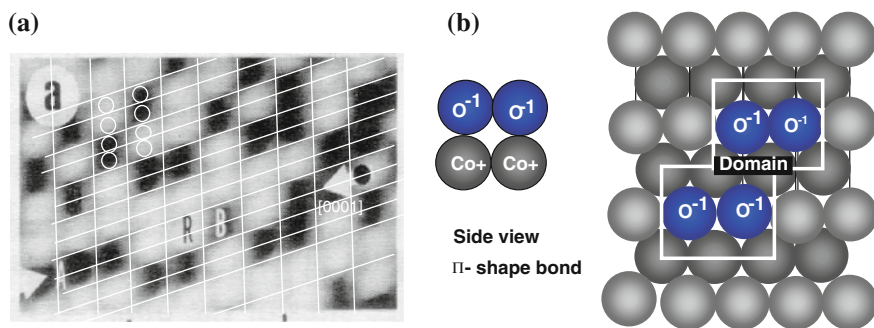 (a)
a
R B
[0001]
(b)
O-1 O-1
Co+ Co+
Side view
Π- shape bond
O-1 O-1
Domain
O-1 O-1